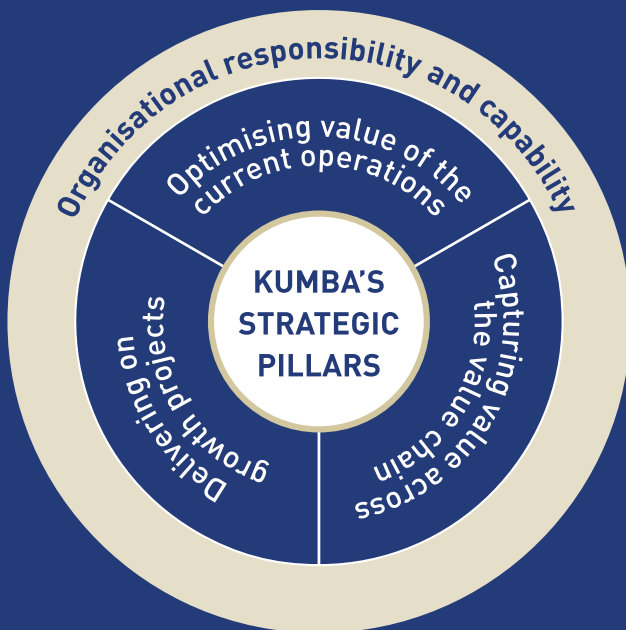 Organisational responsibility and capability
Optimising value of the
current operations
Capturing value across
the value chain
Delivering on
growth projects
KUMBA’S
STRATEGIC
PILLARS